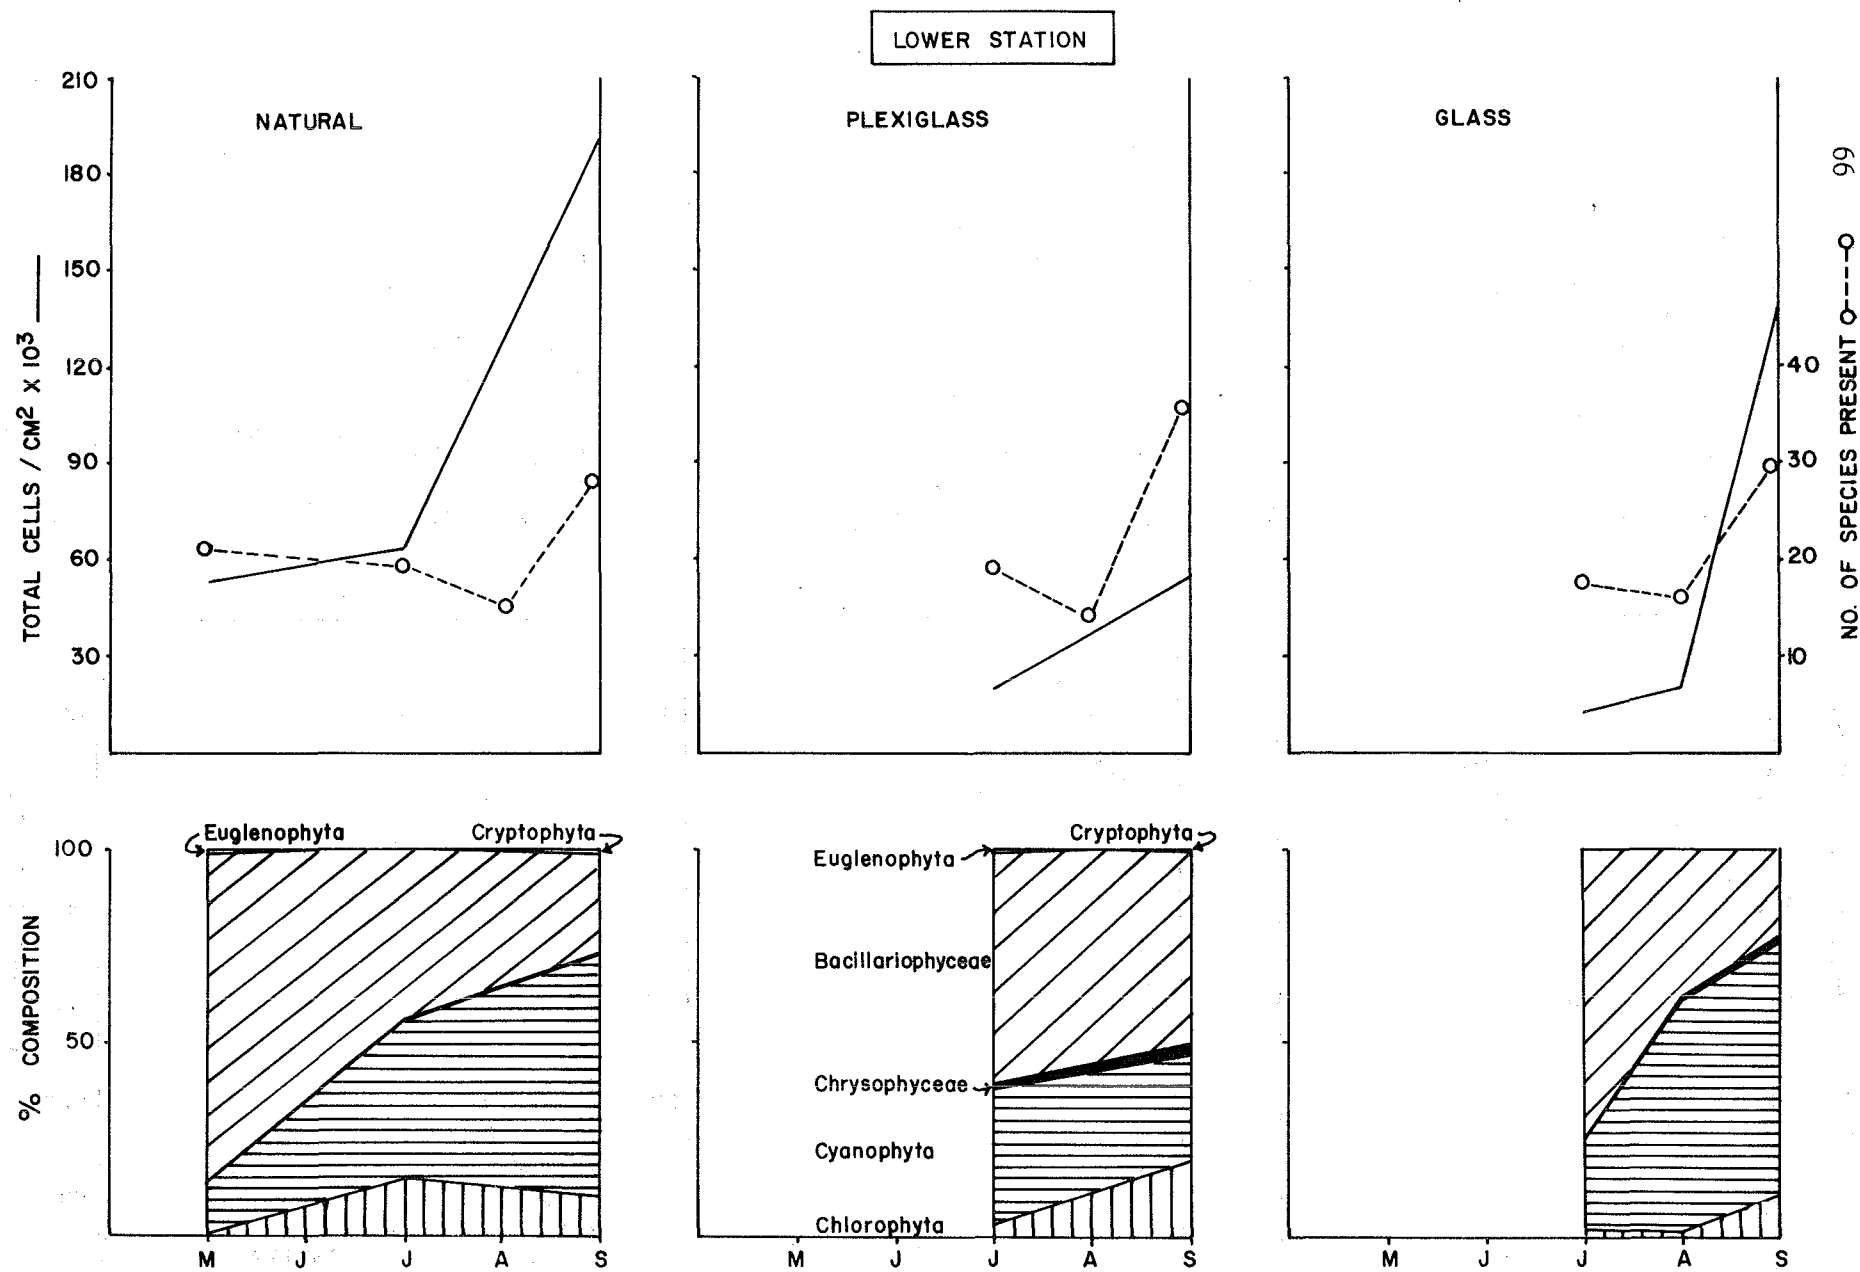 LOWER STATION
NATURAL
PLEXIGLASS
GLASS
210
180
150
120
90
60
30
TOTAL CELLS / CM² X 10³
40
30
20
10
NO. OF SPECIES PRESENT
66
Euglenophyta
Cryptophyta
Cryptophyta
Euglenophyta
Bacillariophyceae
Chrysophyceae
Cyanophyta
Chlorophyta
100
50
% COMPOSITION
M J J A S
M J J A S
M J J A S